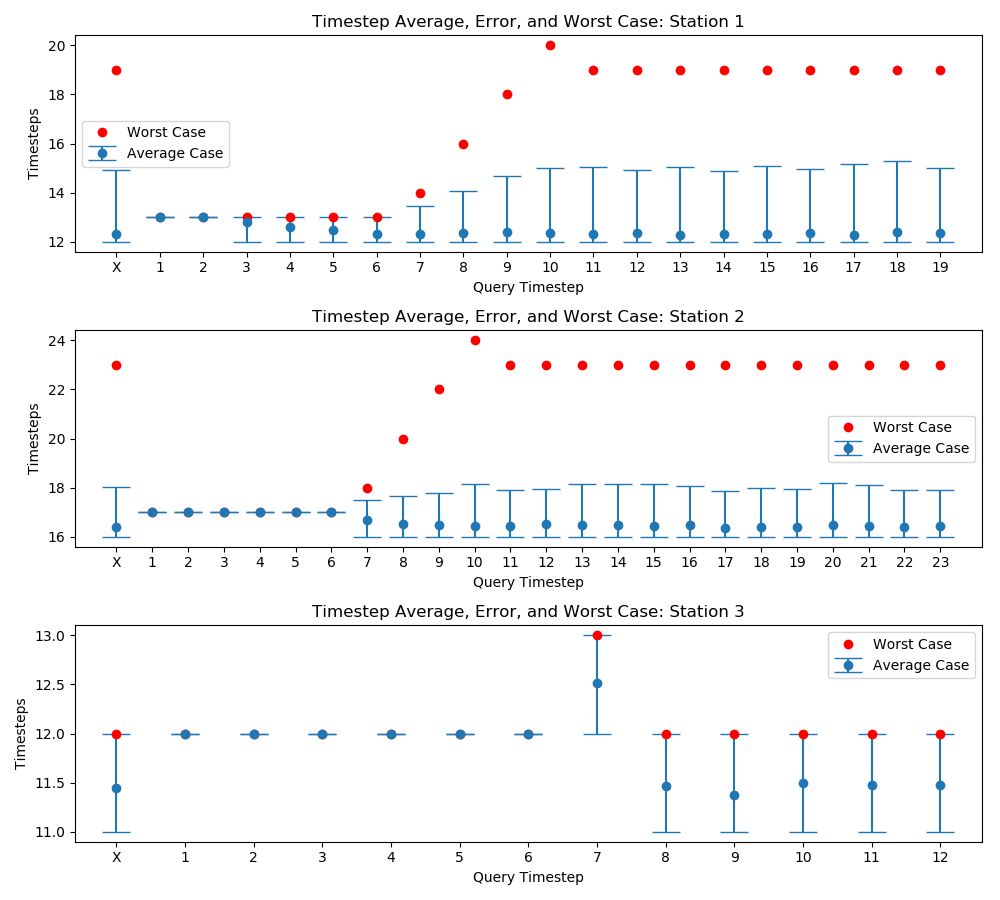 Timestep Average, Error, and Worst Case: Station 1
Timesteps
20
18
16
14
12
Worst Case
Average Case
X 1 2 3 4 5 6 7 8 9 10 11 12 13 14 15 16 17 18 19
Query Timestep
Timestep Average, Error, and Worst Case: Station 2
Timesteps
24
22
20
18
16
Worst Case
Average Case
X 1 2 3 4 5 6 7 8 9 10 11 12 13 14 15 16 17 18 19 20 21 22 23
Query Timestep
Timestep Average, Error, and Worst Case: Station 3
Timesteps
13.0
12.5
12.0
11.5
11.0
Worst Case
Average Case
X 1 2 3 4 5 6 7 8 9 10 11 12
Query Timestep